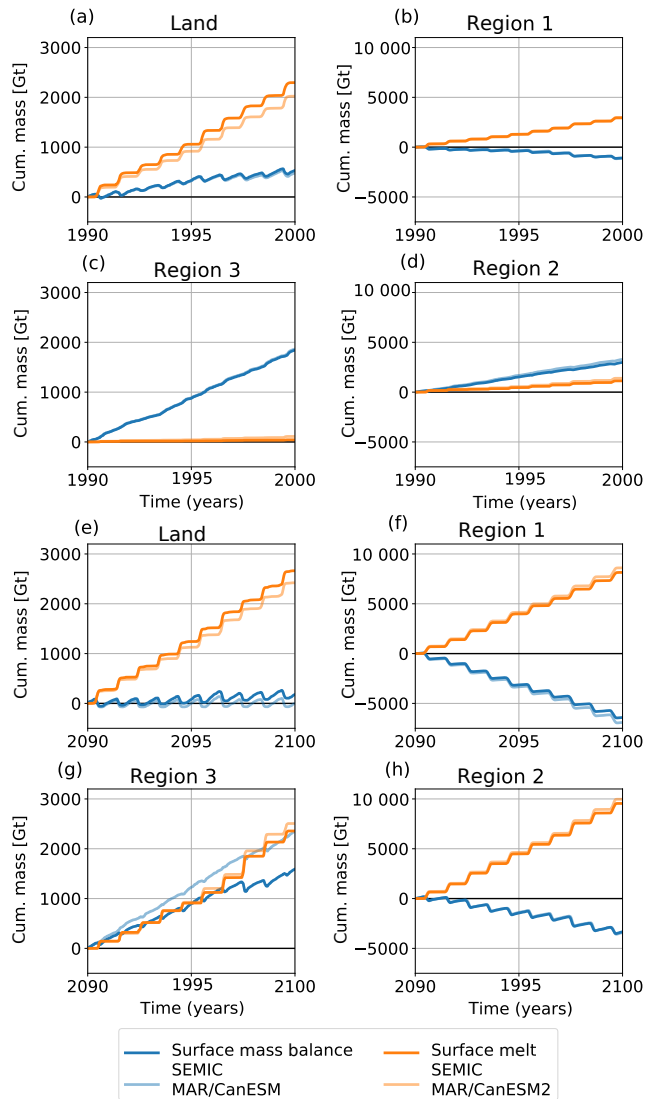 (a) Land
(b) Region 1
Cum. mass [Gt]
3000
2000
1000
0
1990 1995 2000
Cum. mass [Gt]
10 000
5000
0
−5000
1990 1995 2000
(c) Region 3
(d) Region 2
Cum. mass [Gt]
3000
2000
1000
0
1990 1995 2000
Time (years)
Cum. mass [Gt]
10 000
5000
0
−5000
1990 1995 2000
Time (years)
(e) Land
(f) Region 1
Cum. mass [Gt]
3000
2000
1000
0
2090 2095 2100
Cum. mass [Gt]
10 000
5000
0
−5000
2090 2095 2100
(g) Region 3
(h) Region 2
Cum. mass [Gt]
3000
2000
1000
0
2090 1995 2100
Time (years)
Cum. mass [Gt]
10 000
5000
0
−5000
2090 1995 2100
Time (years)
Surface mass balance
SEMIC
MAR/CanESM
Surface melt
SEMIC
MAR/CanESM2